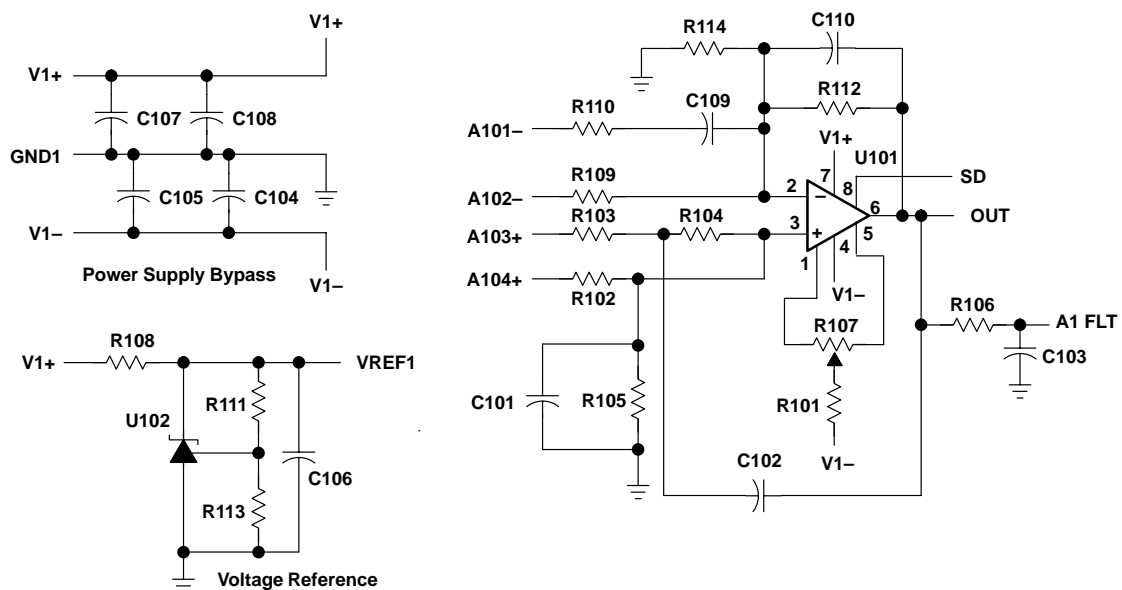 V1+
V1+
C107
C108
GND1
C105
C104
V1–
Power Supply Bypass
V1–
R108
V1+
VREF1
R111
U102
C106
R113
Voltage Reference
C110
R114
R112
R110
C109
A101–
V1+
U101
7
8
SD
R109
2
–
A102–
6
OUT
R103
R104
3
+
A103+
5
4
1
A104+
R102
V1–
R106
A1 FLT
R107
C103
C101
R105
R101
V1–
C102